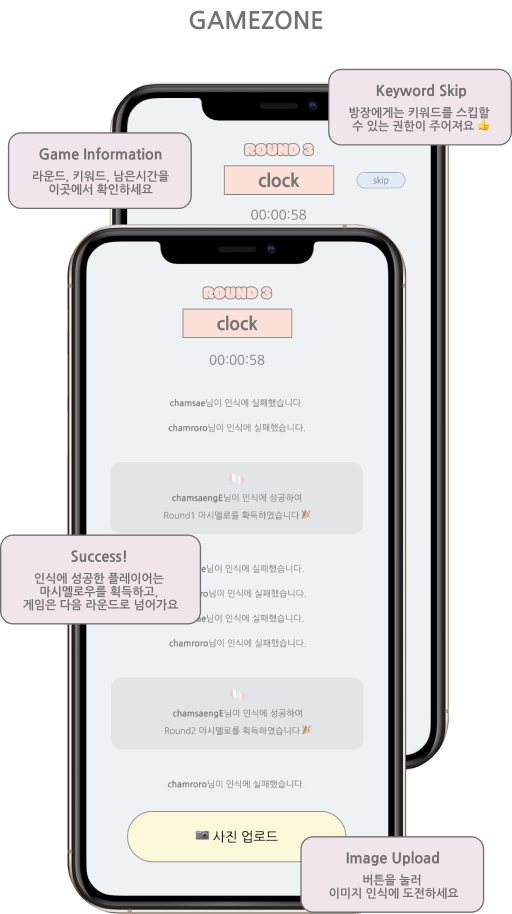 GAMEZONE
Keyword Skip
방장에게는 키워드를 스킵할
수 있는 권한이 주어져요 👍
Game Information
라운드, 키워드, 남은시간을
이곳에서 확인하세요
ROUND 3
clock
skip
00:00:58
ROUND 3
clock
00:00:58
chamsae님이 인식에 실패했습니다.
chamroro님이 인식에 실패했습니다.
chamsaengE님이 인식에 성공하여
Round1 마시멜로를 획득하였습니다 🎉
Success!
인식에 성공한 플레이어는
마시멜로우를 획득하고,
게임은 다음 라운드로 넘어가요
e님이 인식에 실패했습니다.
ro님이 인식에 실패했습니다.
ae님이 인식에 실패했습니다.
chamroro님이 인식에 실패했습니다.
chamsaengE님이 인식에 성공하여
Round2 마시멜로를 획득하였습니다 🎉
chamroro님이 인식에 실패했습니다.
📷 사진 업로드
Image Upload
버튼을 눌러
이미지 인식에 도전하세요